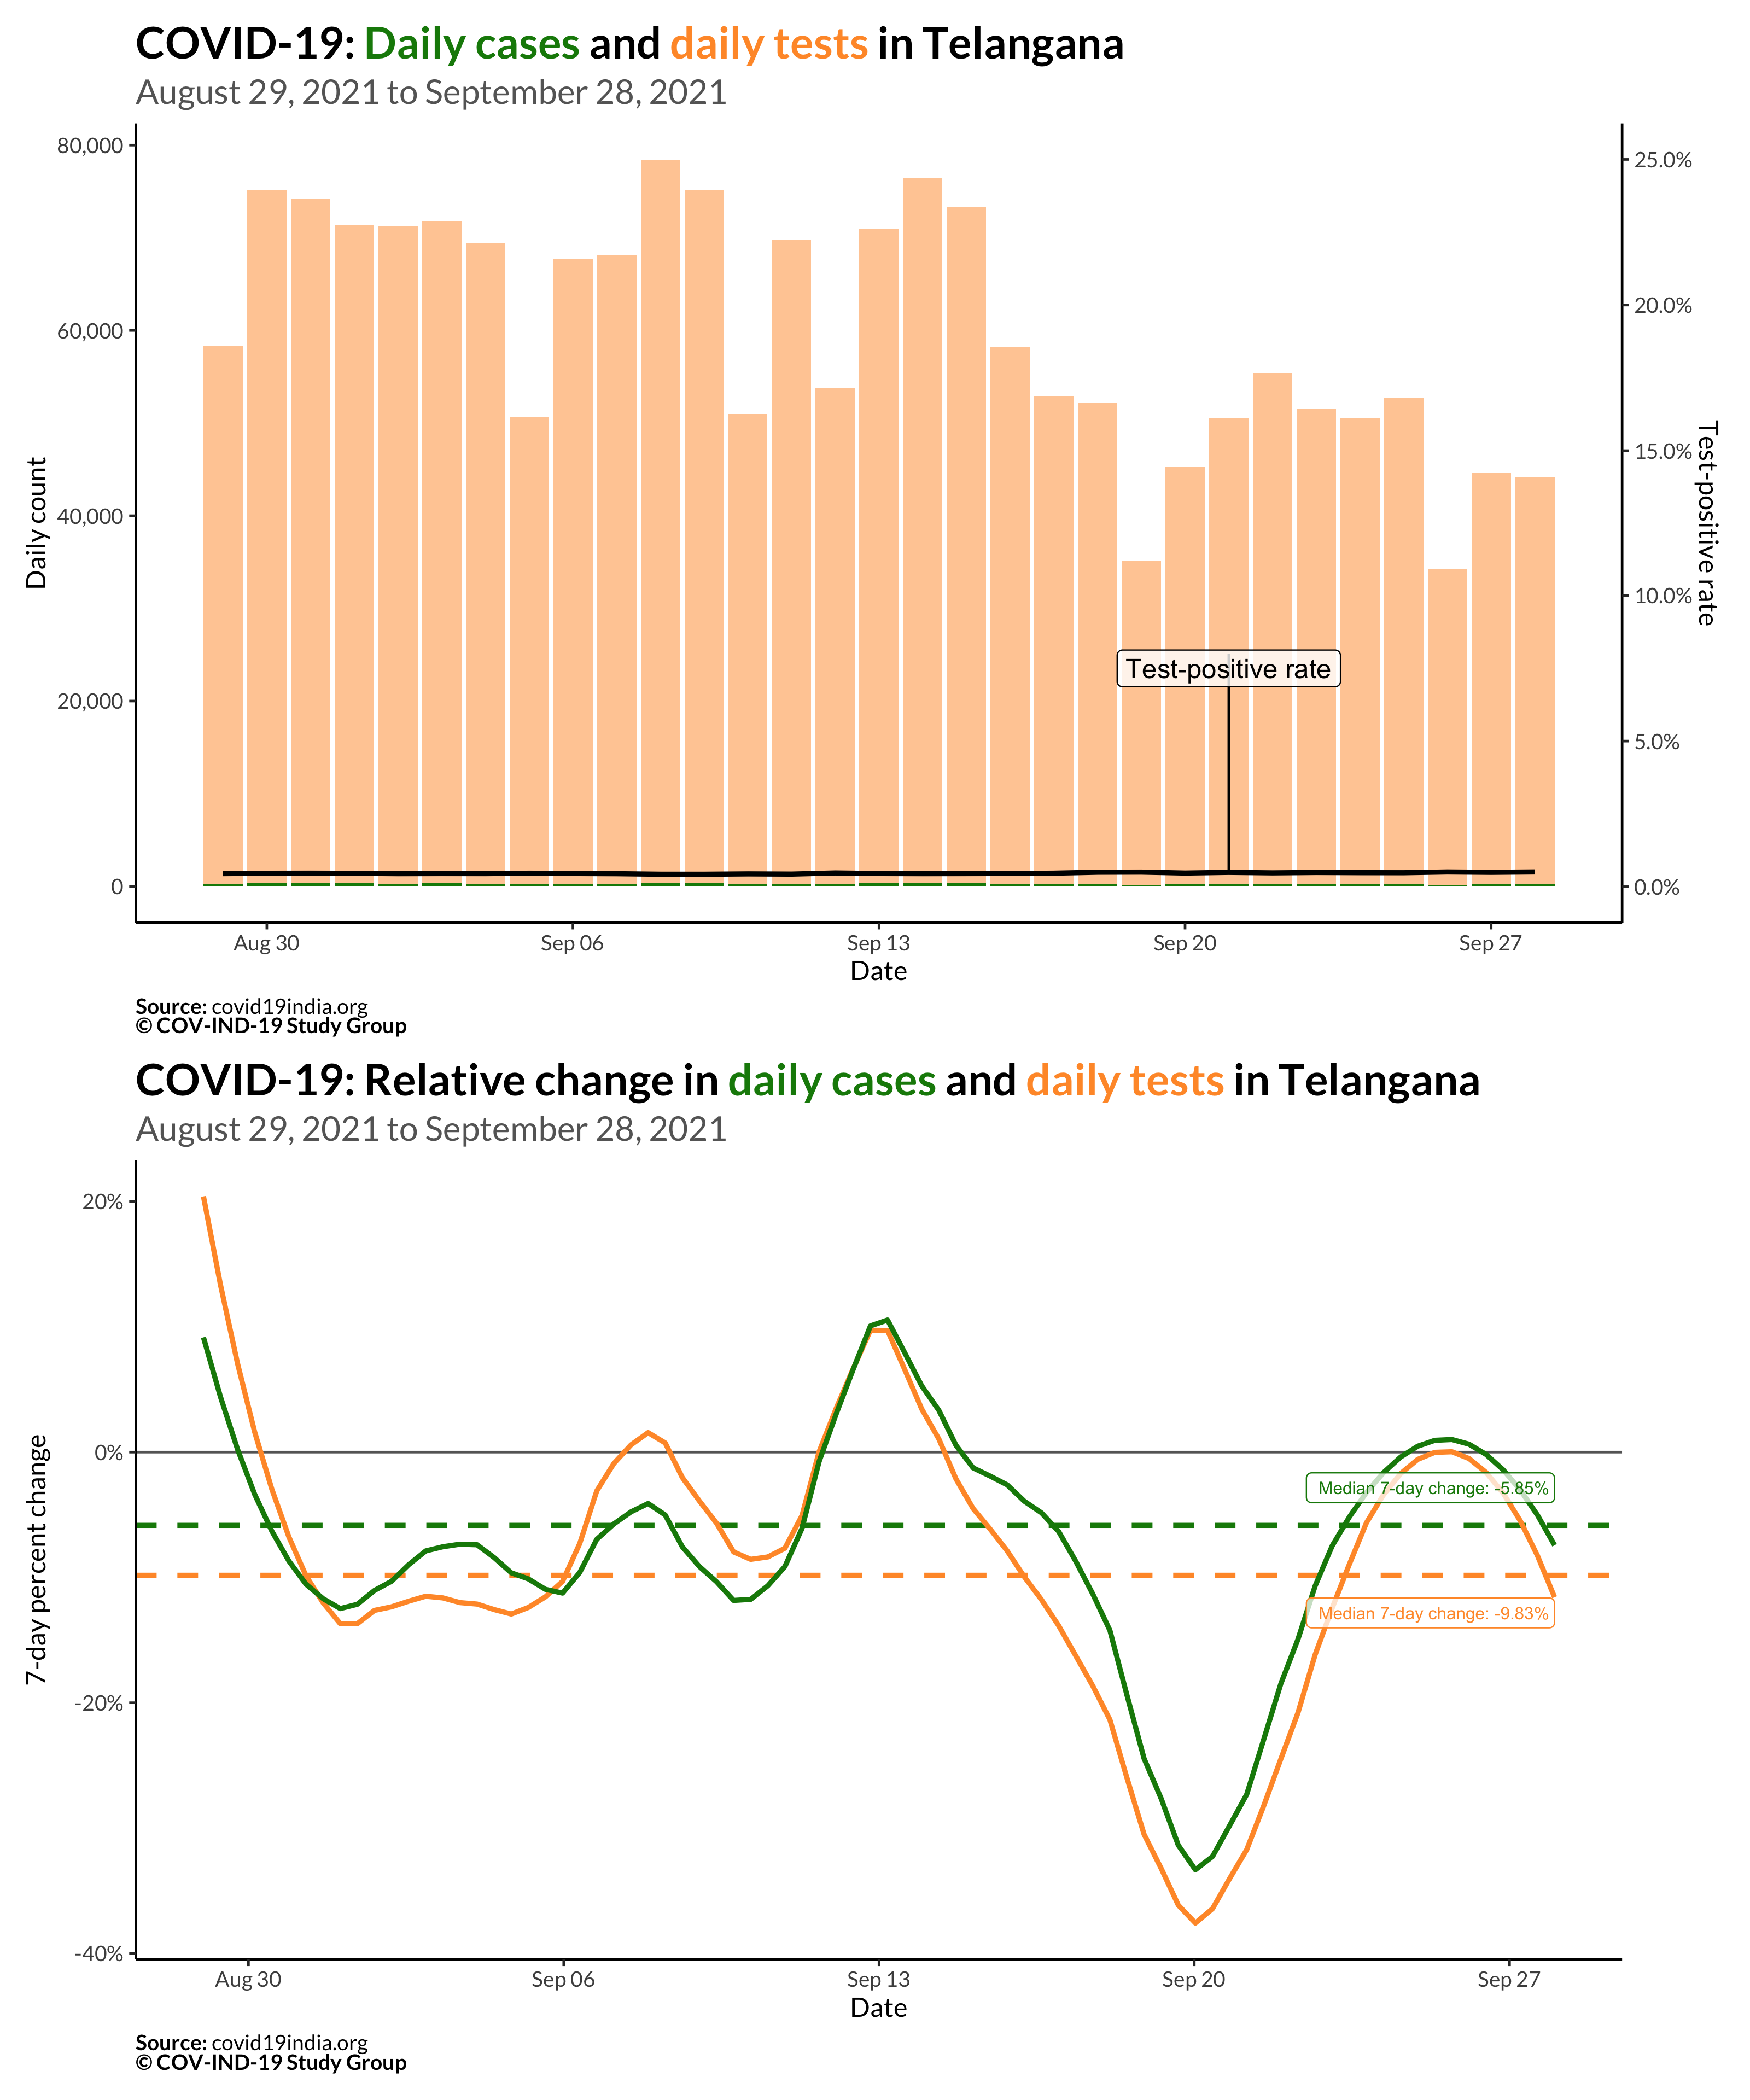 COVID-19: Daily cases and daily tests in Telangana
August 29, 2021 to September 28, 2021
80,000
60,000
40,000
20,000
0
Daily count
25.0%
20.0%
15.0%
10.0%
5.0%
0.0%
Test-positive rate
Test-positive rate
Aug 30
Sep 06
Sep 13
Sep 20
Sep 27
Date
Source: covid19india.org
© COV-IND-19 Study Group
COVID-19: Relative change in daily cases and daily tests in Telangana
August 29, 2021 to September 28, 2021
20%
0%
-20%
-40%
7-day percent change
Median 7-day change: -5.85%
Median 7-day change: -9.83%
Aug 30
Sep 06
Sep 13
Sep 20
Sep 27
Date
Source: covid19india.org
© COV-IND-19 Study Group